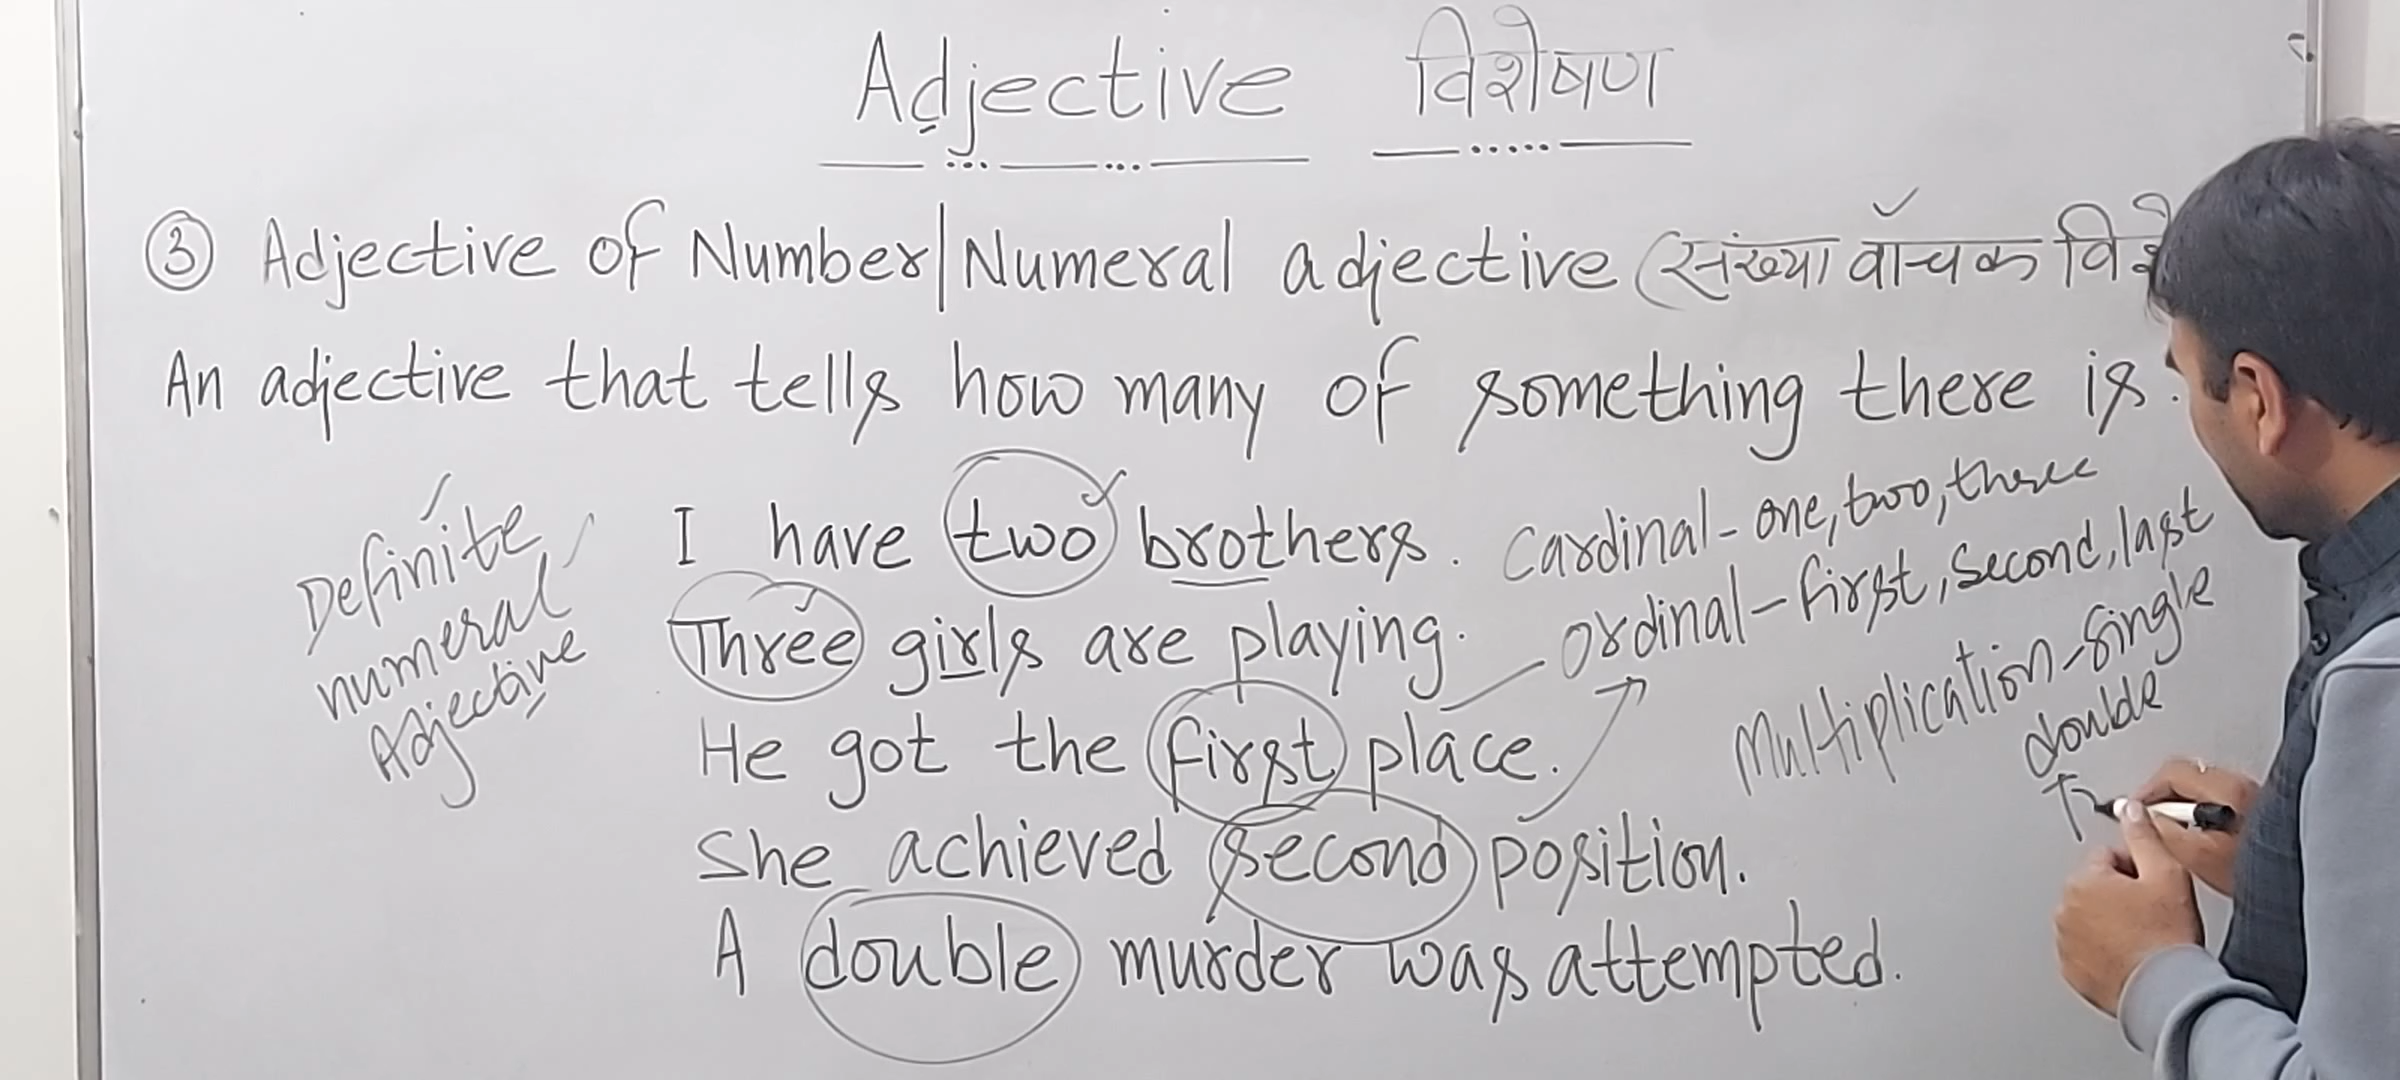 Adjective विशेषण
③ Adjective of Number/Numeral adjective (संख्या वाचक
An adjective that tells how many of something there is.
Definite numeral Adjective
I have two brothers.
Three girls are playing.
He got the first place.
She achieved second position.
A double murder was attempted.
Cardinal - one, two, three
Ordinal - first, second, last
Multiplication - single
double